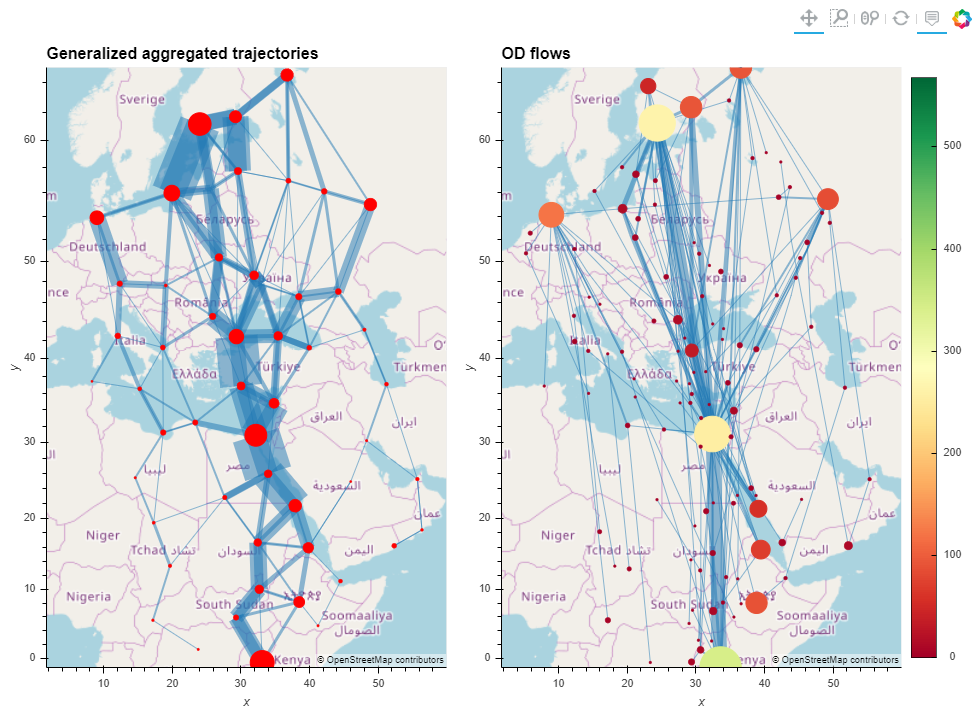 Generalized aggregated trajectories
OD flows
Sverige
Беларусь
Deutschland
nce
Україна
România
Italia
Ελλάδα
Türkiye
Türkmen
العراق
ایران
مصر
ليبيا
السعودية
عمان
Niger
Tchad تشاد
السودان
اليمن
Nigeria
South Sudan
Soomaaliya
الصومال
Kenya
© OpenStreetMap contributors
60
50
40
30
20
10
0
y
10
20
30
40
50
x
Sverige
m
Беларусь
Deutschland
nce
Україна
România
Italia
Ελλάδα
Türkiye
Türkmen
العراق
ایران
مصر
ليبيا
السعودية
عمان
Niger
Tchad تشاد
السودان
اليمن
Nigeria
South Sudan
Soomaaliya
الصومال
enya
© OpenStreetMap contributors
60
50
40
30
20
10
0
y
10
20
30
40
50
x
500
400
300
200
100
0